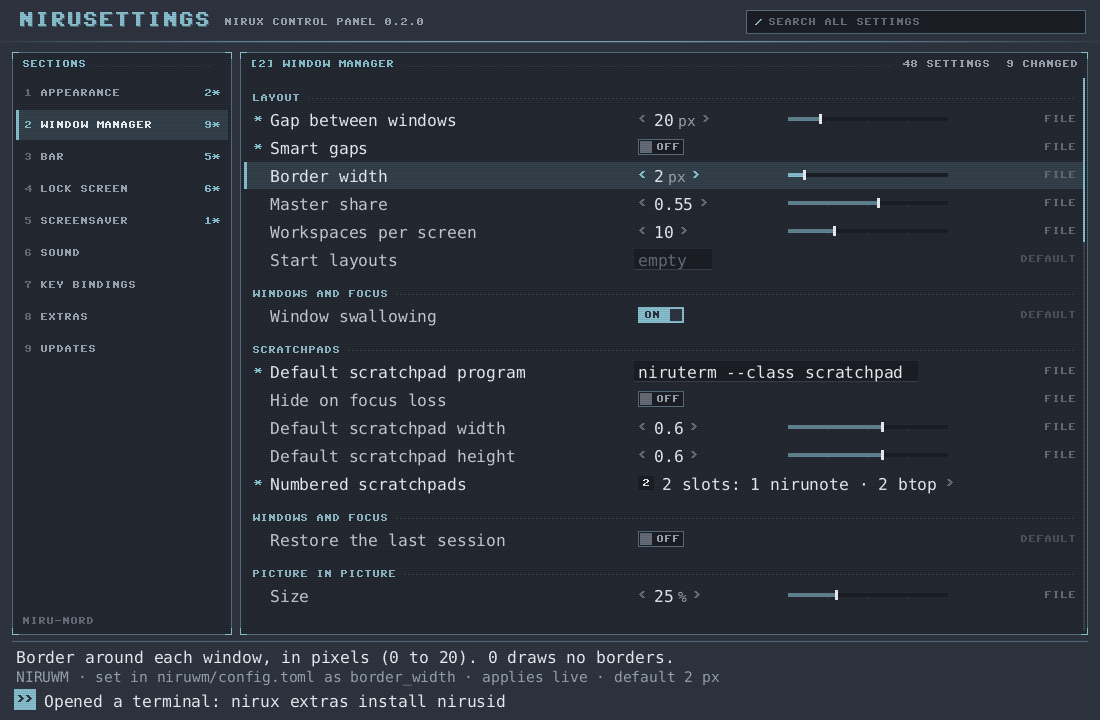 NIRUSETTINGS NIRUX CONTROL PANEL 0.2.0 / SEARCH ALL SETTINGS
SECTIONS
1 APPEARANCE 2*
2 WINDOW MANAGER 9*
3 BAR 5*
4 LOCK SCREEN 6*
5 SCREENSAVER 1*
6 SOUND
7 KEY BINDINGS
8 EXTRAS
9 UPDATES
NIRU-NORD
[2] WINDOW MANAGER 48 SETTINGS 9 CHANGED
LAYOUT
* Gap between windows < 20 px > FILE
* Smart gaps OFF FILE
Border width < 2 px > FILE
Master share < 0.55 > FILE
Workspaces per screen < 10 > FILE
Start layouts empty DEFAULT
WINDOWS AND FOCUS
Window swallowing ON DEFAULT
SCRATCHPADS
* Default scratchpad program niruterm --class scratchpad FILE
Hide on focus loss OFF FILE
Default scratchpad width < 0.6 > FILE
Default scratchpad height < 0.6 > FILE
* Numbered scratchpads 2 2 slots: 1 nirunote · 2 btop > FILE
WINDOWS AND FOCUS
Restore the last session OFF DEFAULT
PICTURE IN PICTURE
Size < 25 % > FILE
Border around each window, in pixels (0 to 20). 0 draws no borders.
NIRUWM · set in niruwm/config.toml as border_width · applies live · default 2 px
>> Opened a terminal: nirux extras install nirusid